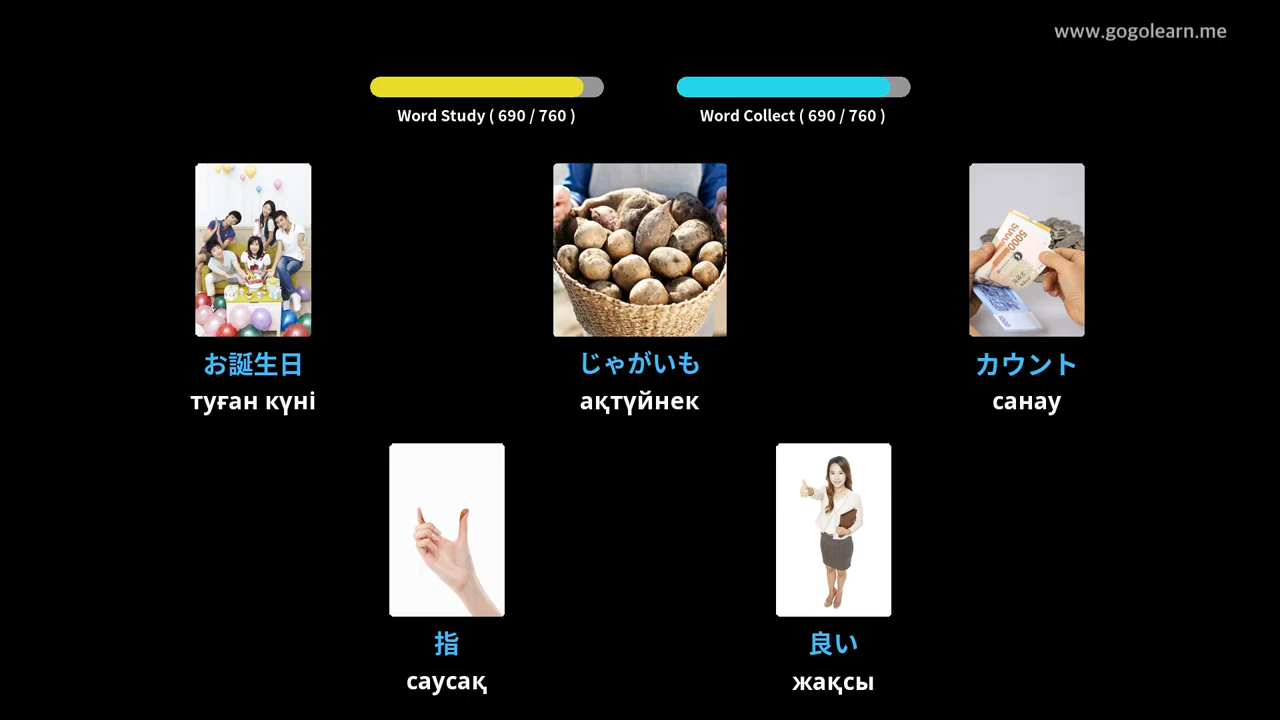 www.gogolearn.me
Word Study ( 690 / 760 )
Word Collect ( 690 / 760 )
お誕生日
туған күні
じゃがいも
ақтүйнек
カウント
санау
指
саусақ
良い
жақсы